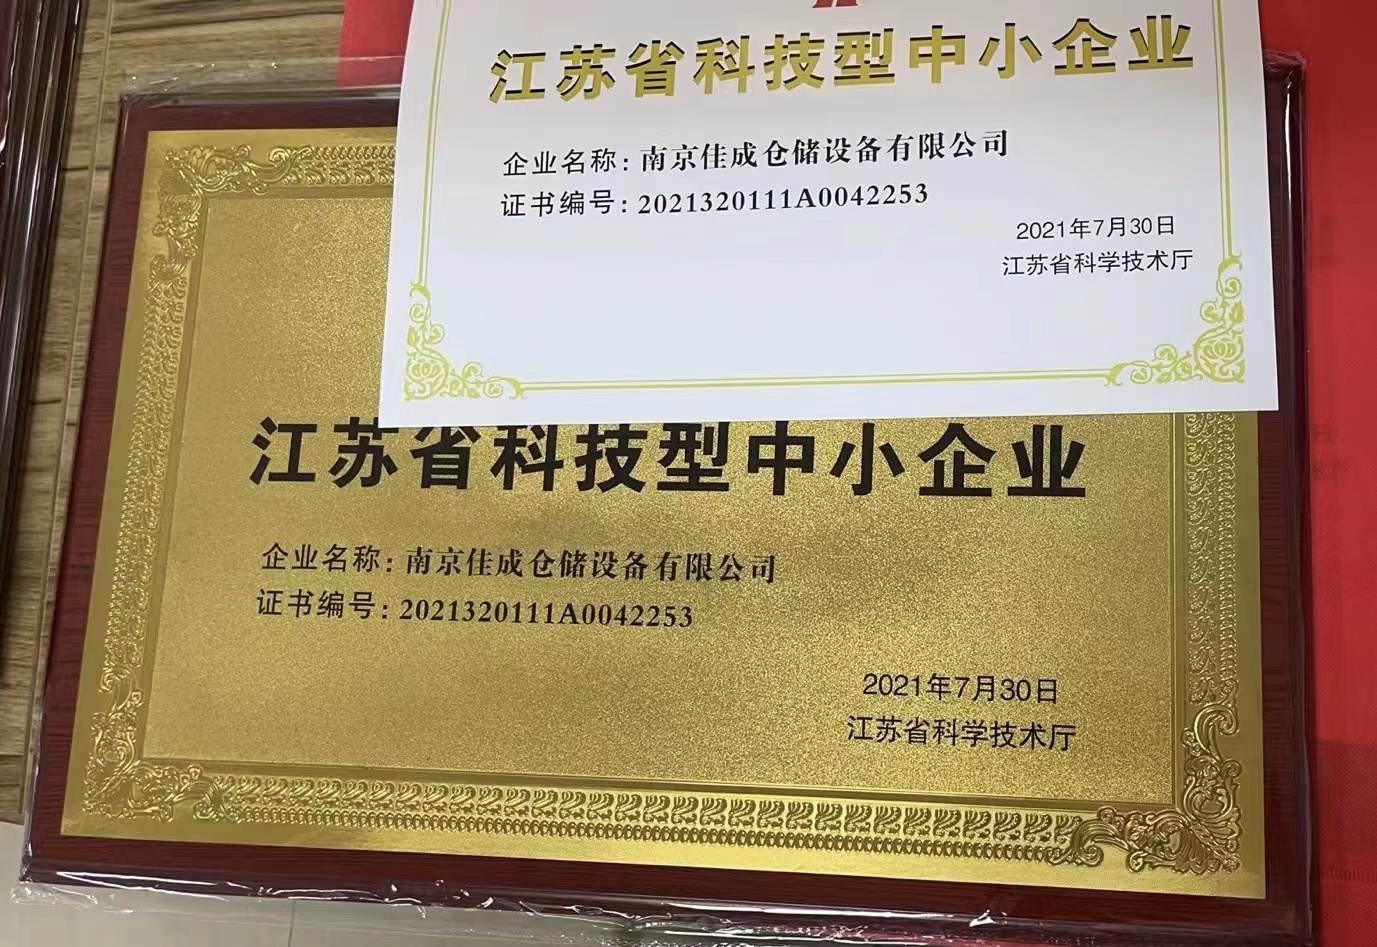 江苏省科技型中小企业
企业名称：南京佳成仓储设备有限公司
证书编号：2021320111A0042253
2021年7月30日
江苏省科学技术厅
江苏省科技型中小企业
企业名称：南京佳成仓储设备有限公司
证书编号：2021320111A0042253
2021年7月30日
江苏省科学技术厅